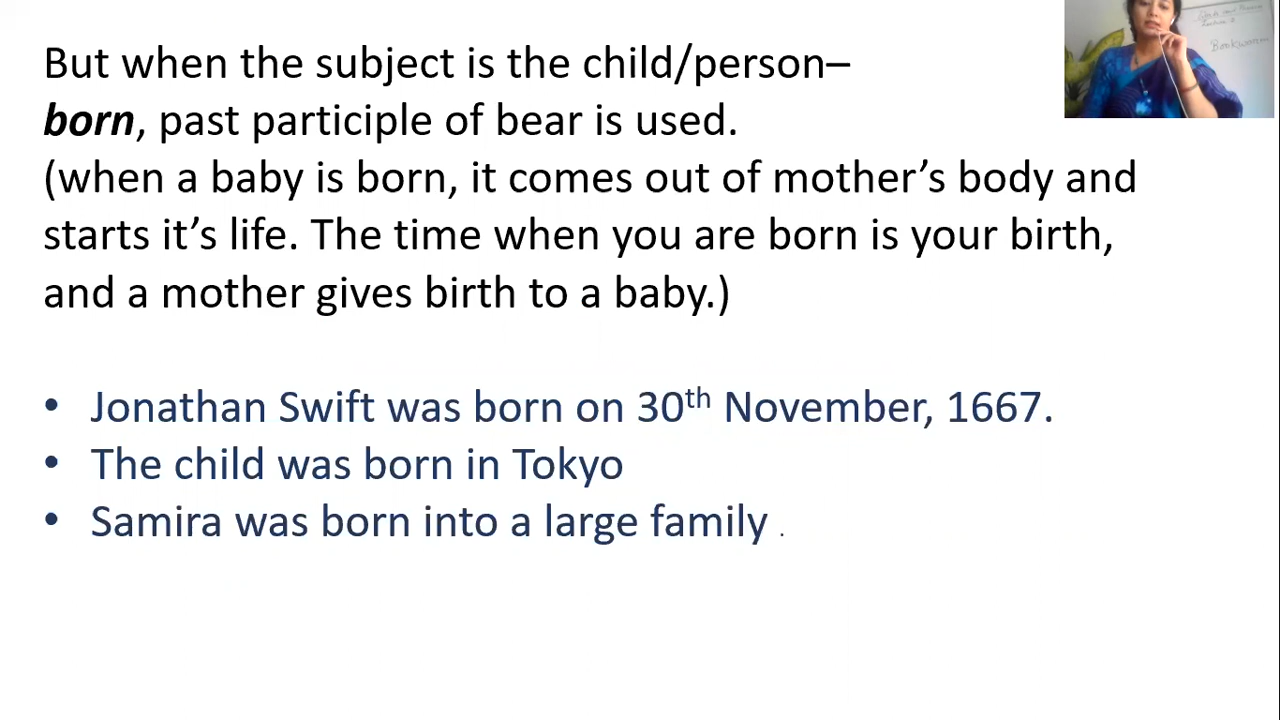 But when the subject is the child/person–
born, past participle of bear is used.
(when a baby is born, it comes out of mother’s body and
starts it’s life. The time when you are born is your birth,
and a mother gives birth to a baby.)
• Jonathan Swift was born on 30th November, 1667.
• The child was born in Tokyo
• Samira was born into a large family .
Bookworm